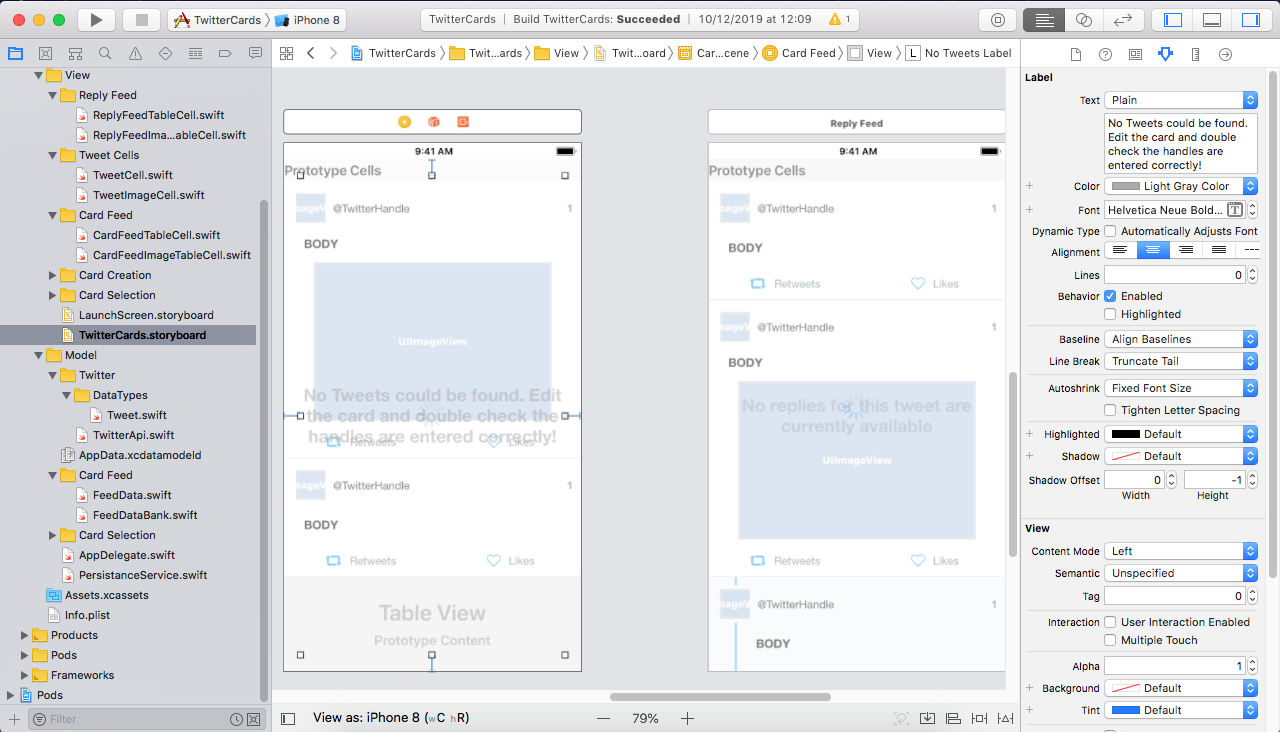 TwitterCards
iPhone 8
TwitterCards | Build TwitterCards: Succeeded | 10/12/2019 at 12:09
1
TwitterCards
Twit...ards
View
Twit...oard
Car...cene
Card Feed
View
L
No Tweets Label
View
Reply Feed
ReplyFeedTableCell.swift
ReplyFeedIma...ableCell.swift
Tweet Cells
TweetCell.swift
TweetImageCell.swift
Card Feed
CardFeedTableCell.swift
CardFeedImageTableCell.swift
Card Creation
Card Selection
LaunchScreen.storyboard
TwitterCards.storyboard
Model
Twitter
DataTypes
Tweet.swift
TwitterApi.swift
AppData.xcdatamodeld
Card Feed
FeedData.swift
FeedDataBank.swift
Card Selection
AppDelegate.swift
PersistanceService.swift
Assets.xcassets
Info.plist
Products
Pods
Frameworks
Pods
Filter
9:41 AM
Prototype Cells
mageV
@TwitterHandle
1
BODY
UIImageView
No Tweets could be found. Edit
the card and double check the
handles are entered correctly!
Retweets
Likes
mageV
@TwitterHandle
1
BODY
Retweets
Likes
Table View
Prototype Content
Reply Feed
9:41 AM
Prototype Cells
mageV
@TwitterHandle
1
BODY
Retweets
Likes
mageV
@TwitterHandle
1
BODY
No replies for this tweet are
currently available
UIImageView
Retweets
Likes
mageV
@TwitterHandle
1
BODY
View as: iPhone 8 (wC hR)
79%
Label
Text Plain
No Tweets could be found.
Edit the card and double
check the handles are
entered correctly!
Color Light Gray Color
Font Helvetica Neue Bold...
Dynamic Type Automatically Adjusts Font
Alignment
Lines 0
Behavior Enabled
Highlighted
Baseline Align Baselines
Line Break Truncate Tail
Autoshrink Fixed Font Size
Tighten Letter Spacing
Highlighted Default
Shadow Default
Shadow Offset 0 -1
Width Height
View
Content Mode Left
Semantic Unspecified
Tag 0
Interaction User Interaction Enabled
Multiple Touch
Alpha 1
Background Default
Tint Default